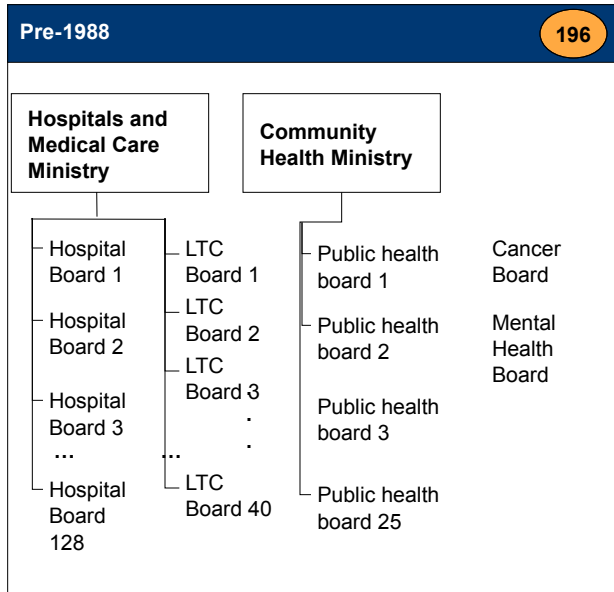 Pre-1988
196
Hospitals and
Medical Care
Ministry
Community
Health Ministry
Hospital
Board 1
Hospital
Board 2
Hospital
Board 3
...
Hospital
Board
128
LTC
Board 1
LTC
Board 2
LTC
Board 3
.
.
.
...
LTC
Board 40
Public health
board 1
Public health
board 2
Public health
board 3
Public health
board 25
Cancer
Board
Mental
Health
Board